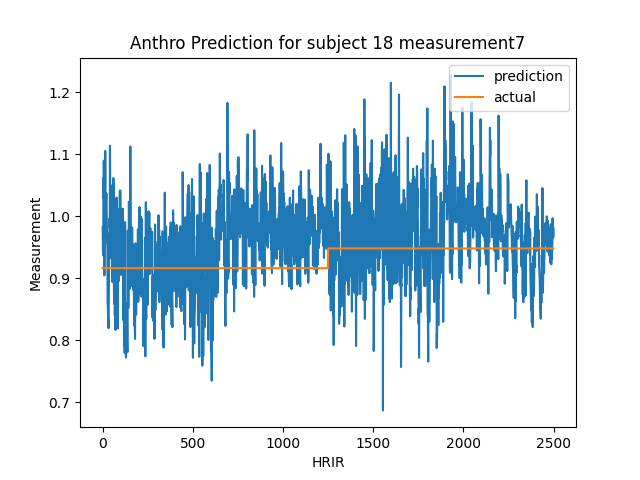 Anthro Prediction for subject 18 measurement7
prediction
actual
1.2
1.1
1.0
0.9
0.8
0.7
Measurement
0
500
1000
1500
2000
2500
HRIR